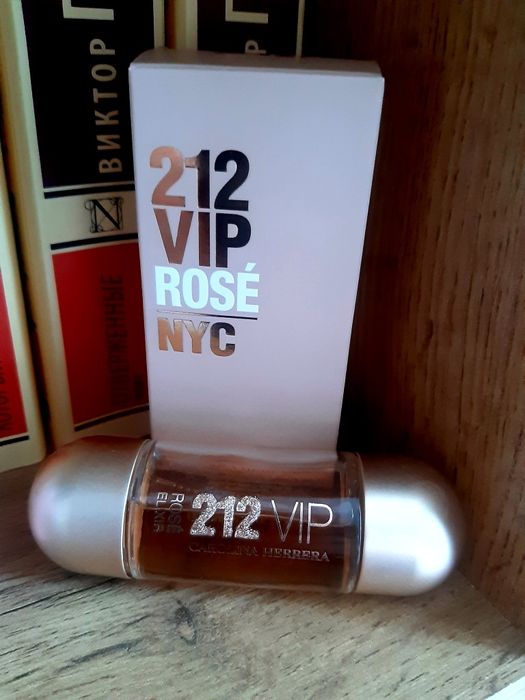 ВИКТОР
N
212
VIP
ROSÉ
NYC
ROSÉ
ELIXIR
212 VIP
CAROLINA HERRERA